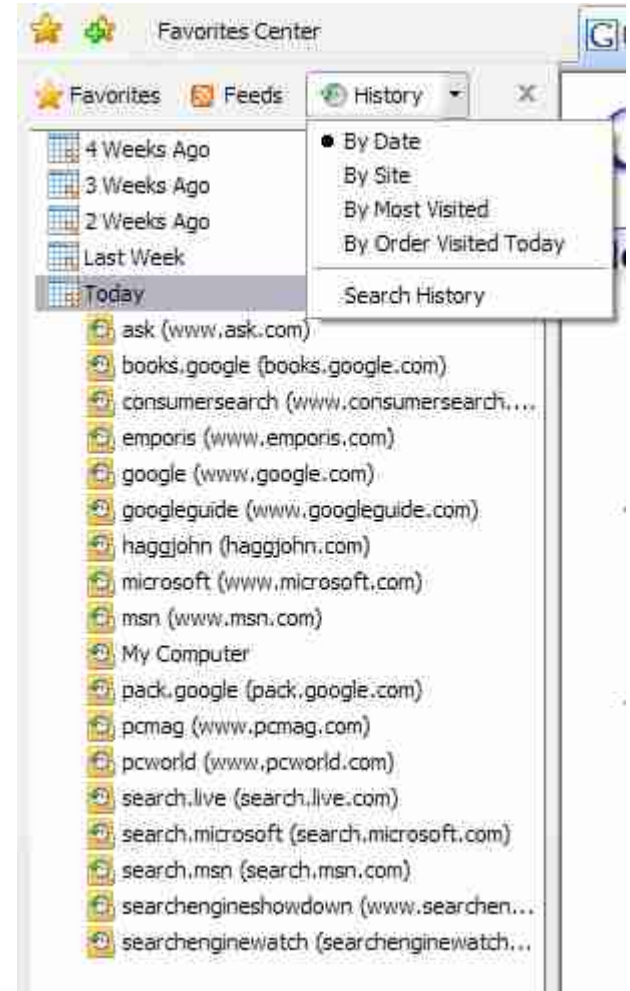 Favorites Center
Favorites Feeds History
By Date
By Site
By Most Visited
By Order Visited Today
Search History
4 Weeks Ago
3 Weeks Ago
2 Weeks Ago
Last Week
Today
ask (www.ask.com)
books.google (books.google.com)
consumersearch (www.consumersearch....
emporis (www.emporis.com)
google (www.google.com)
googleguide (www.googleguide.com)
haggjohn (haggjohn.com)
microsoft (www.microsoft.com)
msn (www.msn.com)
My Computer
pack.google (pack.google.com)
pcmag (www.pcmag.com)
pcworld (www.pcworld.com)
search.live (search.live.com)
search.microsoft (search.microsoft.com)
search.msn (search.msn.com)
searchengineshowdown (www.searchen...
searchenginewatch (searchenginewatch...